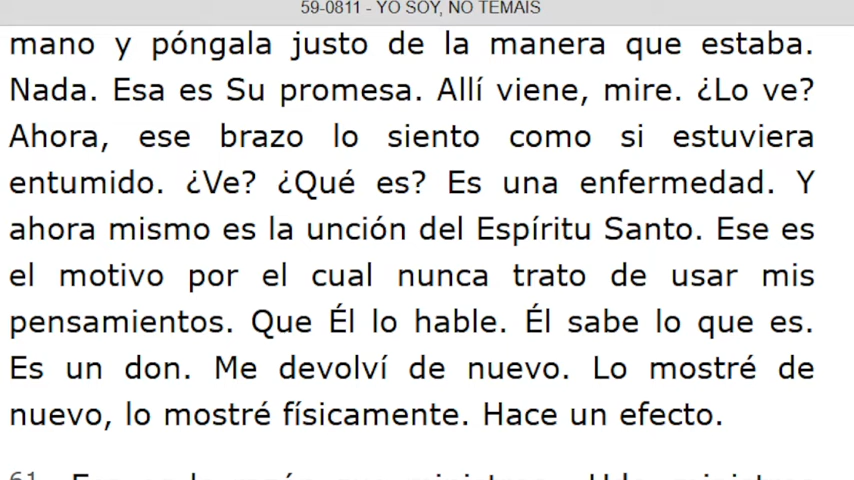 59-0811 - YO SOY, NO TEMAIS
mano y póngala justo de la manera que estaba.
Nada. Esa es Su promesa. Allí viene, mire. ¿Lo ve?
Ahora, ese brazo lo siento como si estuviera
entumido. ¿Ve? ¿Qué es? Es una enfermedad. Y
ahora mismo es la unción del Espíritu Santo. Ese es
el motivo por el cual nunca trato de usar mis
pensamientos. Que Él lo hable. Él sabe lo que es.
Es un don. Me devolví de nuevo. Lo mostré de
nuevo, lo mostré físicamente. Hace un efecto.
61